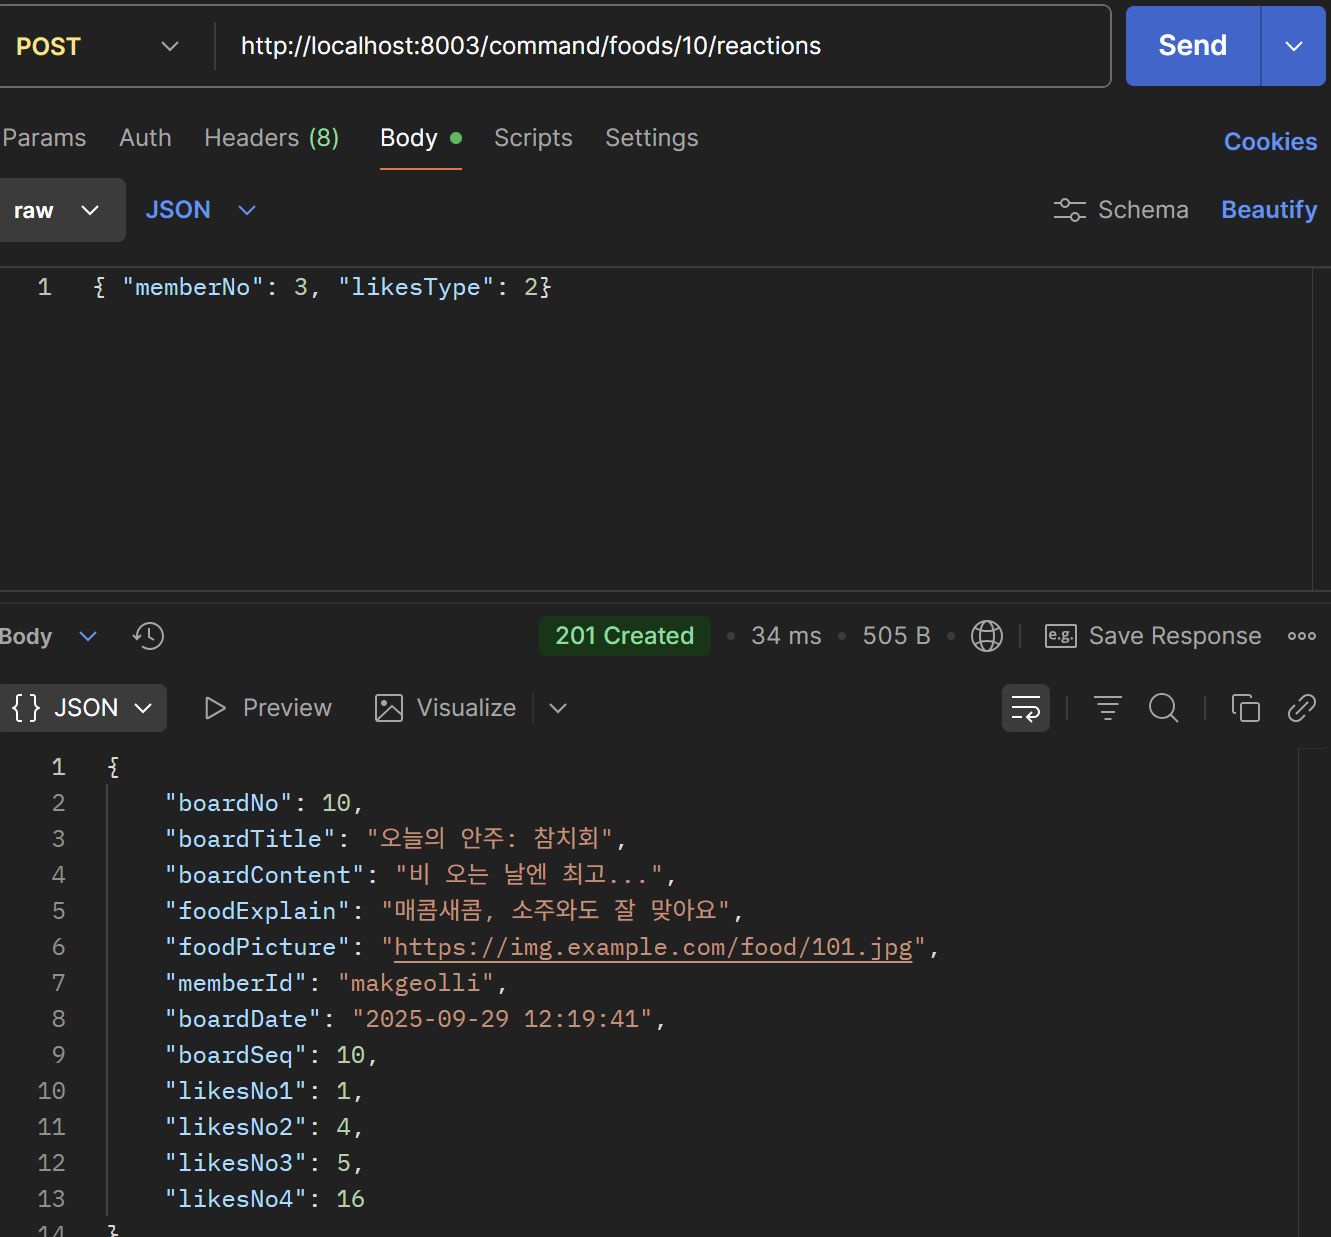 POST http://localhost:8003/command/foods/10/reactions Send
Params Auth Headers (8) Body Scripts Settings Cookies
raw JSON Schema Beautify
1 { "memberNo": 3, "likesType": 2}
Body 201 Created 34 ms 505 B e.g. Save Response
{} JSON Preview Visualize
1 {
2 "boardNo": 10,
3 "boardTitle": "오늘의 안주: 참치회",
4 "boardContent": "비 오는 날엔 최고...",
5 "foodExplain": "매콤새콤, 소주와도 잘 맞아요",
6 "foodPicture": "https://img.example.com/food/101.jpg",
7 "memberId": "makgeolli",
8 "boardDate": "2025-09-29 12:19:41",
9 "boardSeq": 10,
10 "likesNo1": 1,
11 "likesNo2": 4,
12 "likesNo3": 5,
13 "likesNo4": 16
14 }